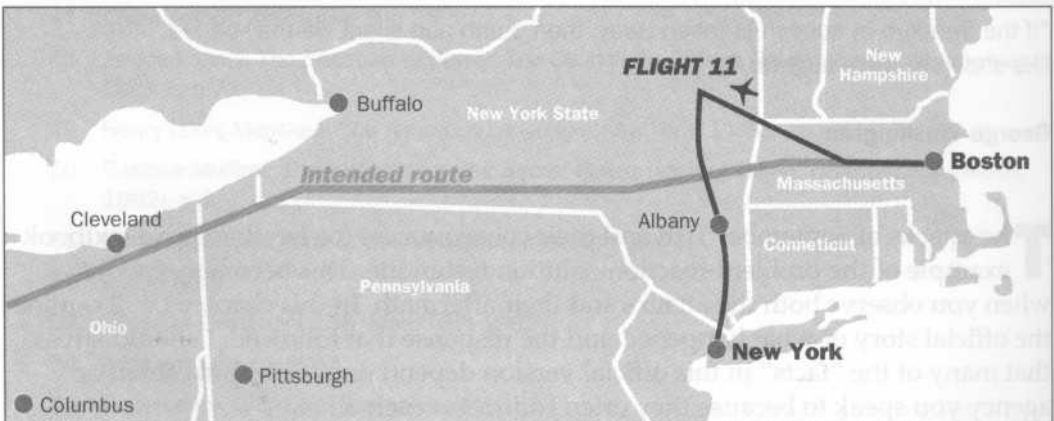 FLIGHT 11
New
Hampshire
Buffalo
New York State
Boston
Intended route
Massachusetts
Cleveland
Albany
Connecticut
Pennsylvania
Ohio
New York
Pittsburgh
Columbus